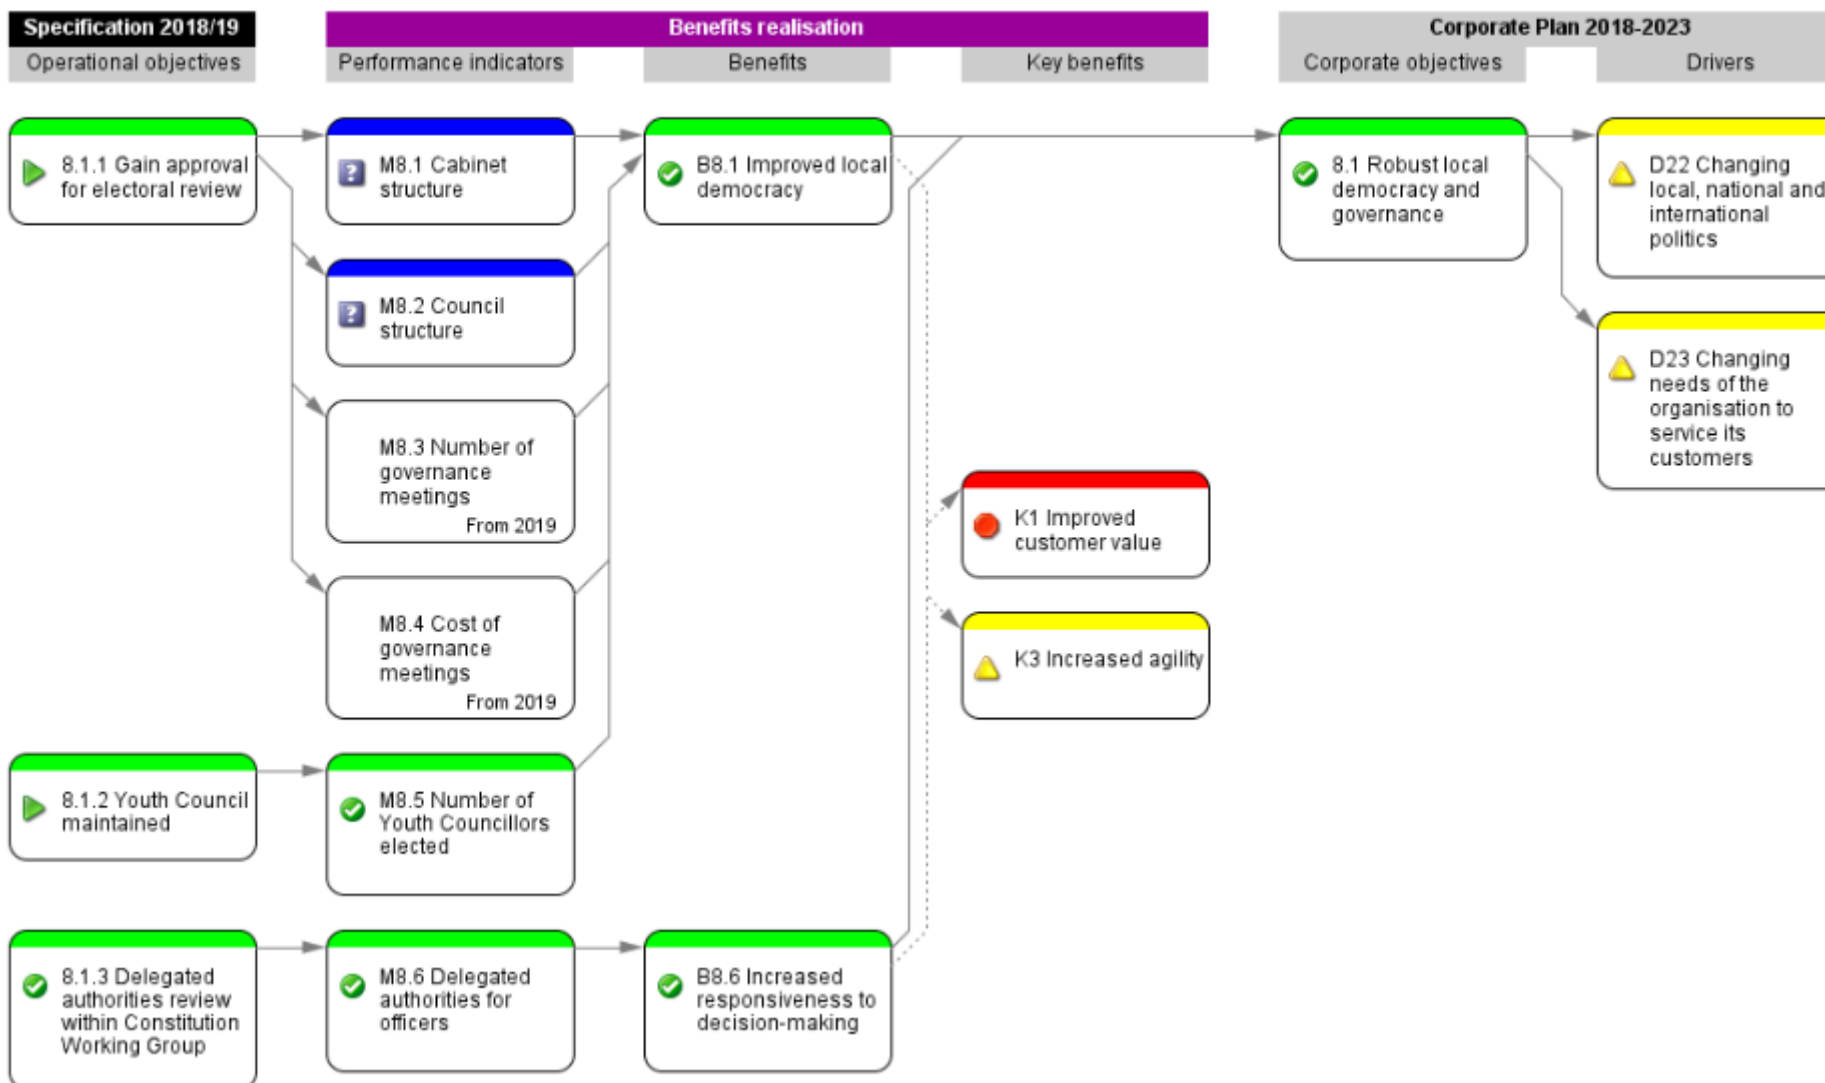 Specification 2018/19
Benefits realisation
Corporate Plan 2018-2023
Operational objectives
Performance indicators
Benefits
Key benefits
Corporate objectives
Drivers
8.1.1 Gain approval
for electoral review
M8.1 Cabinet
structure
B8.1 Improved local
democracy
8.1 Robust local
democracy and
governance
D22 Changing
local, national and
international
politics
M8.2 Council
structure
D23 Changing
needs of the
organisation to
service its
customers
M8.3 Number of
governance
meetings
From 2019
K1 Improved
customer value
M8.4 Cost of
governance
meetings
From 2019
K3 Increased agility
8.1.2 Youth Council
maintained
M8.5 Number of
Youth Councillors
elected
8.1.3 Delegated
authorities review
within Constitution
Working Group
M8.6 Delegated
authorities for
officers
B8.6 Increased
responsiveness to
decision-making